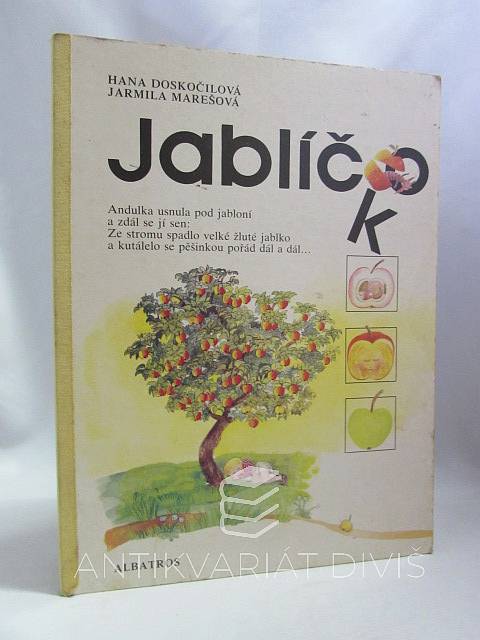 HANA DOSKOČILOVÁ
JARMILA MAREŠOVÁ
Jablíčko
Andulka usnula pod jabloní
a zdál se jí sen:
Ze stromu spadlo velké žluté jablko
a kutálelo se pěšinkou pořád dál a dál...
ALBATROS
ANTIKVARIÁT DIVIŠ